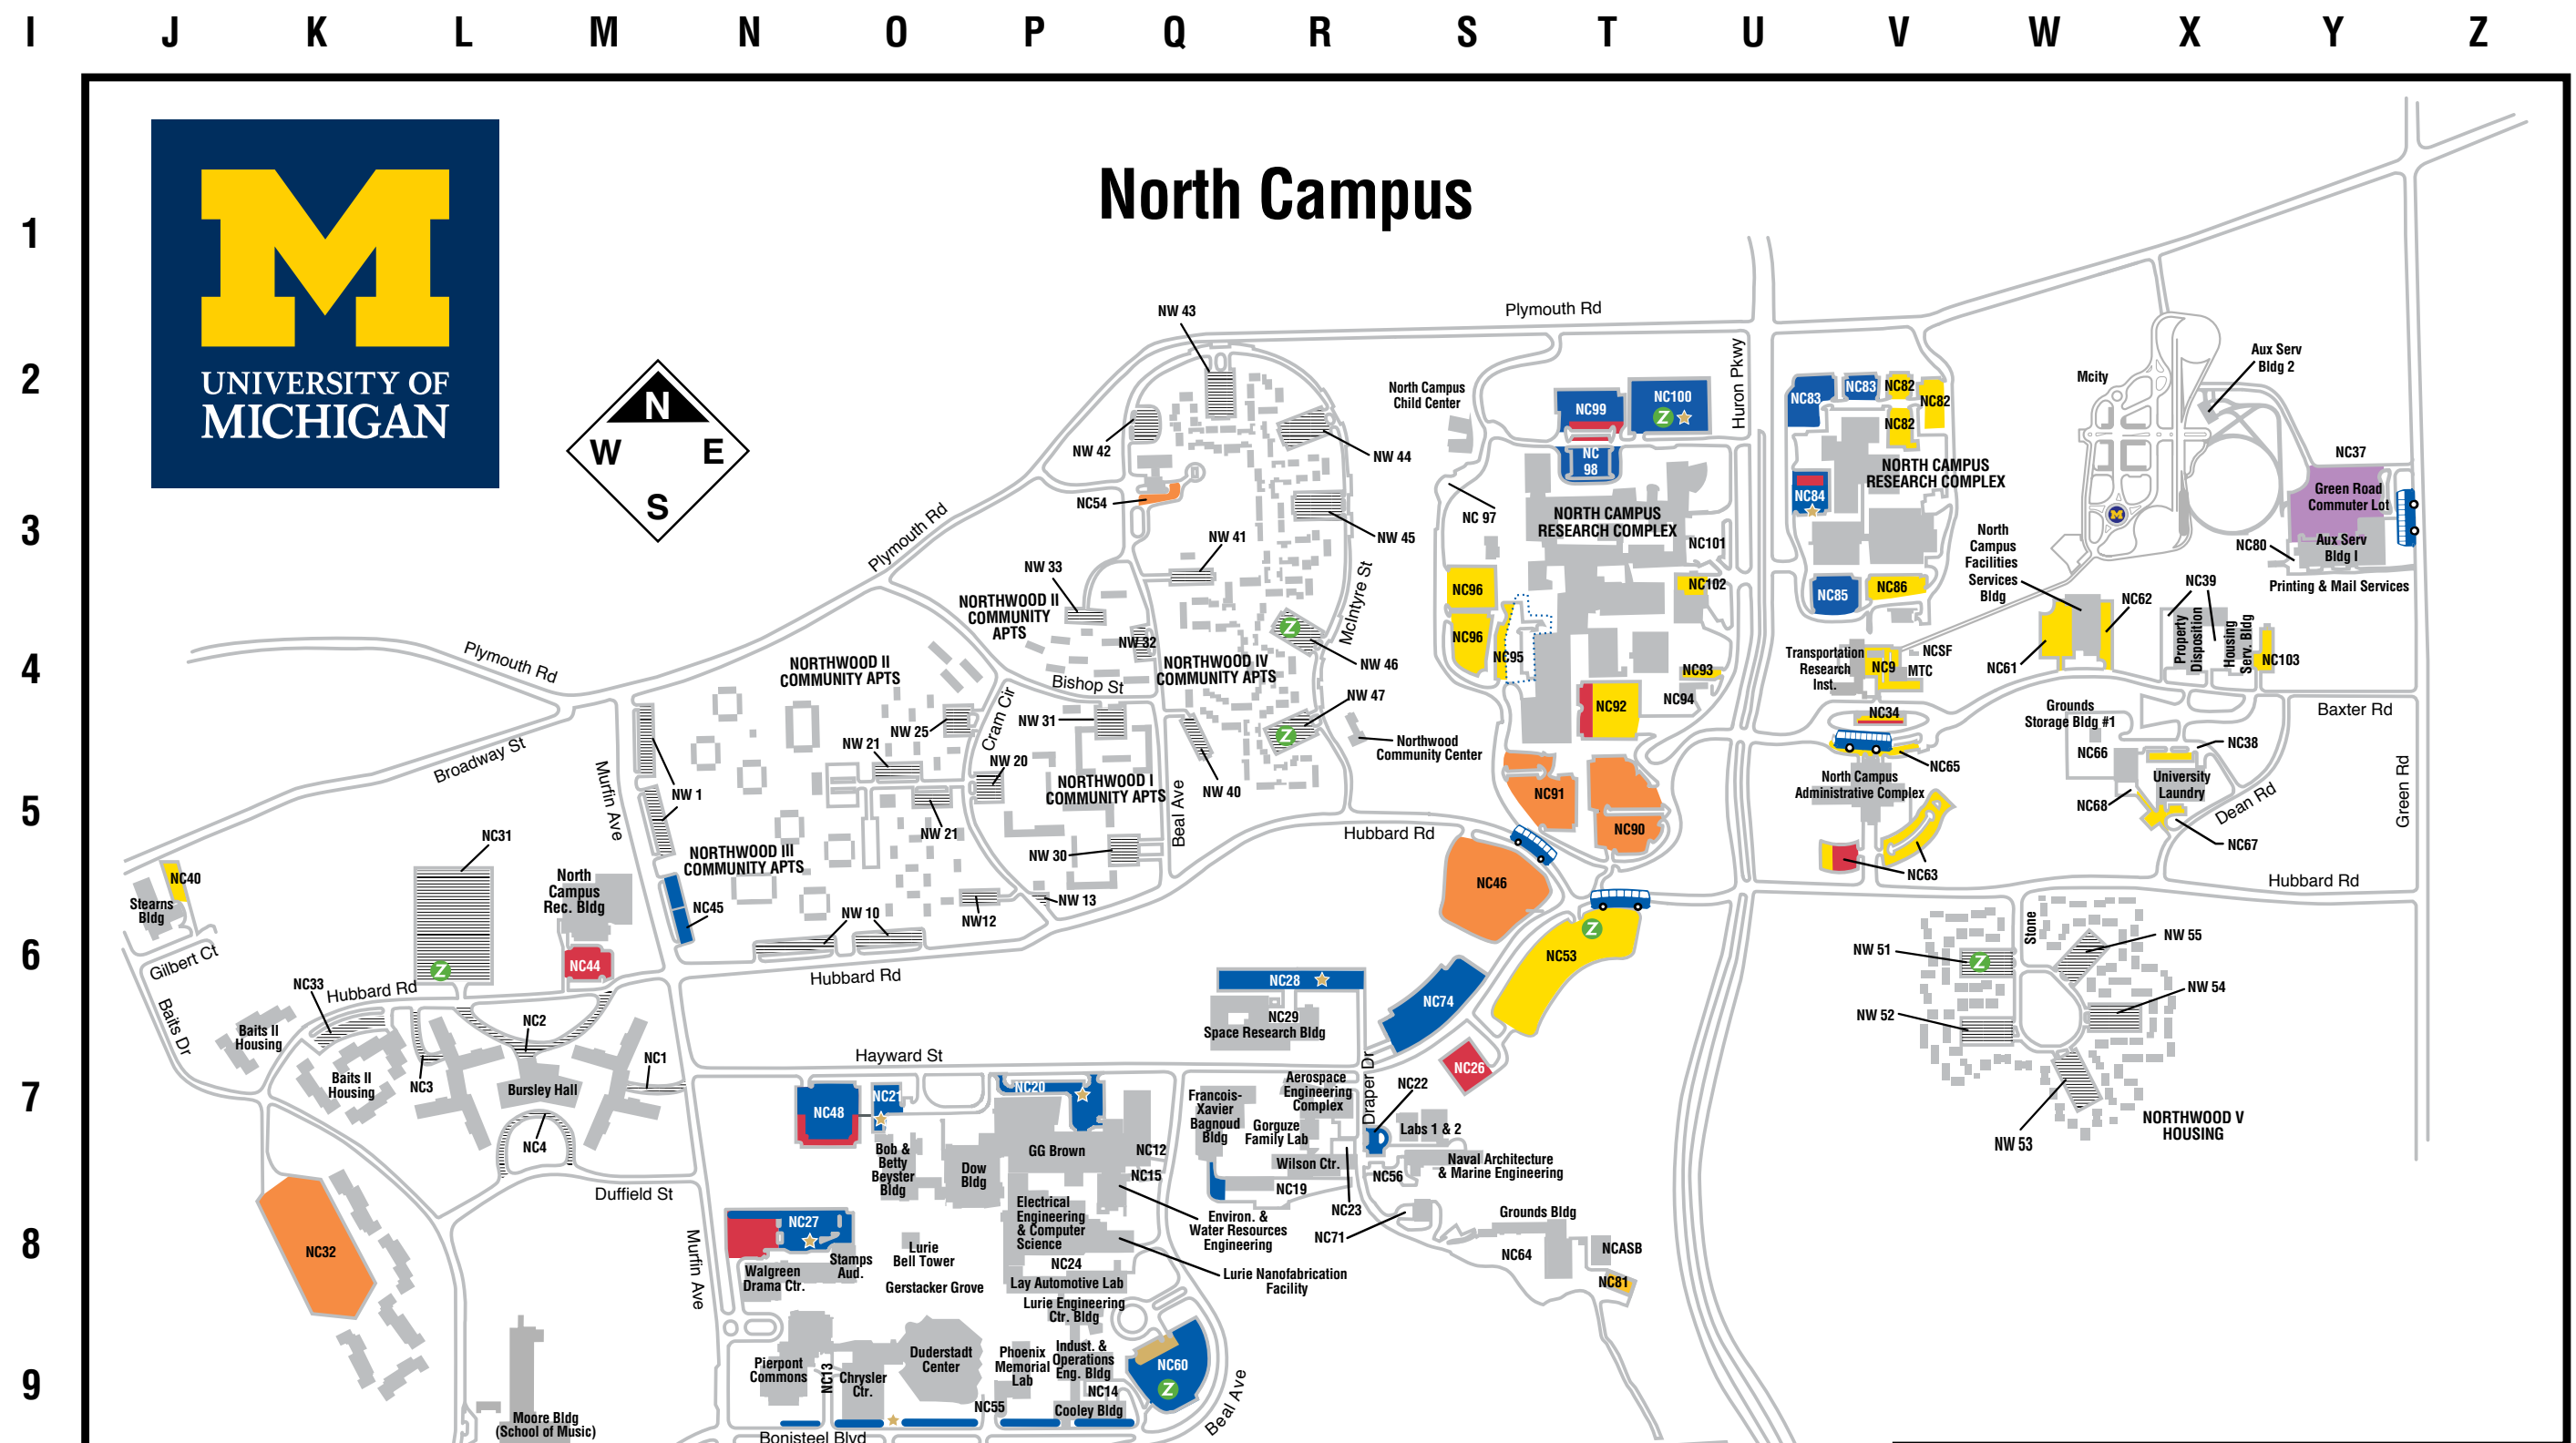 I J K L M N O P Q R S T U V W X Y Z
1
2
3
4
5
6
7
8
9
M
UNIVERSITY OF
MICHIGAN
North Campus
N
W E
S
Plymouth Rd
NW 43
NW 42
NC54
NW 44
NW 45
NW 41
NW 33
NORTHWOOD II
COMMUNITY
APTS
NW 32
Plymouth Rd
McIntyre St
North Campus
Child Center
NC99
NC100
Z
NC
98
NC 97
NORTH CAMPUS
RESEARCH COMPLEX
NC101
NC102
NC96
NC96
NC95
NC93
NC94
NC92
Huron Pkwy
NC83
NC83
NC82
NC82
NC82
NORTH CAMPUS
RESEARCH COMPLEX
NC84
NC85
NC86
Mcity
M
Aux Serv
Bldg 2
NC37
Green Road
Commuter Lot
NC80
Aux Serv
Bldg I
Printing & Mail Services
North
Campus
Facilities
Services
Bldg
NC62
NC61
NC39
Property
Disposition
Housing
Serv. Bldg
NC103
Transportation
Research
Inst.
NC9
NCSF
MTC
NC34
NC65
North Campus
Administrative Complex
NC63
Grounds
Storage Bldg #1
NC66
NC38
University
Laundry
NC68
NC67
Dean Rd
Baxter Rd
Green Rd
Hubbard Rd
Plymouth Rd
Broadway St
NORTHWOOD II
COMMUNITY APTS
NORTHWOOD IV
COMMUNITY APTS
Z
NW 46
NW 47
Z
Bishop St
Cram Cir
NW 31
NW 25
NW 21
NW 20
NORTHWOOD I
COMMUNITY APTS
NW 40
Northwood
Community Center
Beal Ave
NW 1
Murfin Ave
NW 21
NW 30
NORTHWOOD III
COMMUNITY APTS
NW 13
NW12
NW 10
NC45
Hubbard Rd
Hubbard Rd
NC91
NC90
NC46
NC53
Z
NC74
NC26
NC31
Z
North
Campus
Rec. Bldg
NC44
NC40
Stearns
Bldg
Gilbert Ct
Baits Dr
NC33
Hubbard Rd
Baits II
Housing
Baits II
Housing
NC3
NC2
NC1
Bursley Hall
NC4
Duffield St
Hayward St
NC28
NC29
Space Research Bldg
Stone
NW 51
Z
NW 55
NW 54
NW 52
NW 53
NORTHWOOD V
HOUSING
NC48
NC21
NC20
Bob &
Betty
Beyster
Bldg
Dow
Bldg
GG Brown
NC12
NC15
Francois-
Xavier
Bagnoud
Bldg
Aerospace
Engineering
Complex
Gorguze
Family Lab
Wilson Ctr.
NC19
Draper Dr
NC22
Labs 1 & 2
Naval Architecture
& Marine Engineering
NC56
NC23
NC71
Grounds Bldg
NC64
NCASB
NC81
Electrical
Engineering
& Computer
Science
Environ. &
Water Resources
Engineering
NC24
Lay Automotive Lab
Lurie Nanofabrication
Facility
Lurie Engineering
Ctr. Bldg
NC27
Murfin Ave
Walgreen
Drama Ctr.
Stamps
Aud.
Lurie
Bell Tower
Gerstacker Grove
NC32
Pierpont
Commons
NC13
Chrysler
Ctr.
Duderstadt
Center
Phoenix
Memorial
Lab
Indust. &
Operations
Eng. Bldg
NC14
NC55
Cooley Bldg
NC60
Z
Beal Ave
Moore Bldg
(School of Music)
Bonisteel Blvd